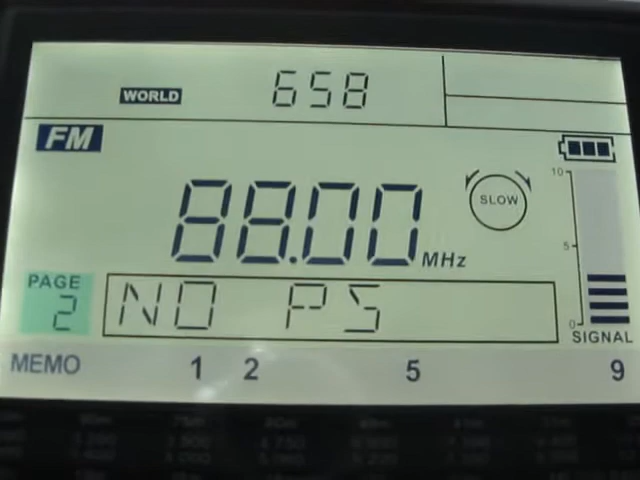 WORLD 658
FM
88.00 MHz
SLOW
10
5
0
SIGNAL
PAGE
2
NO PS
MEMO 1 2 5 9